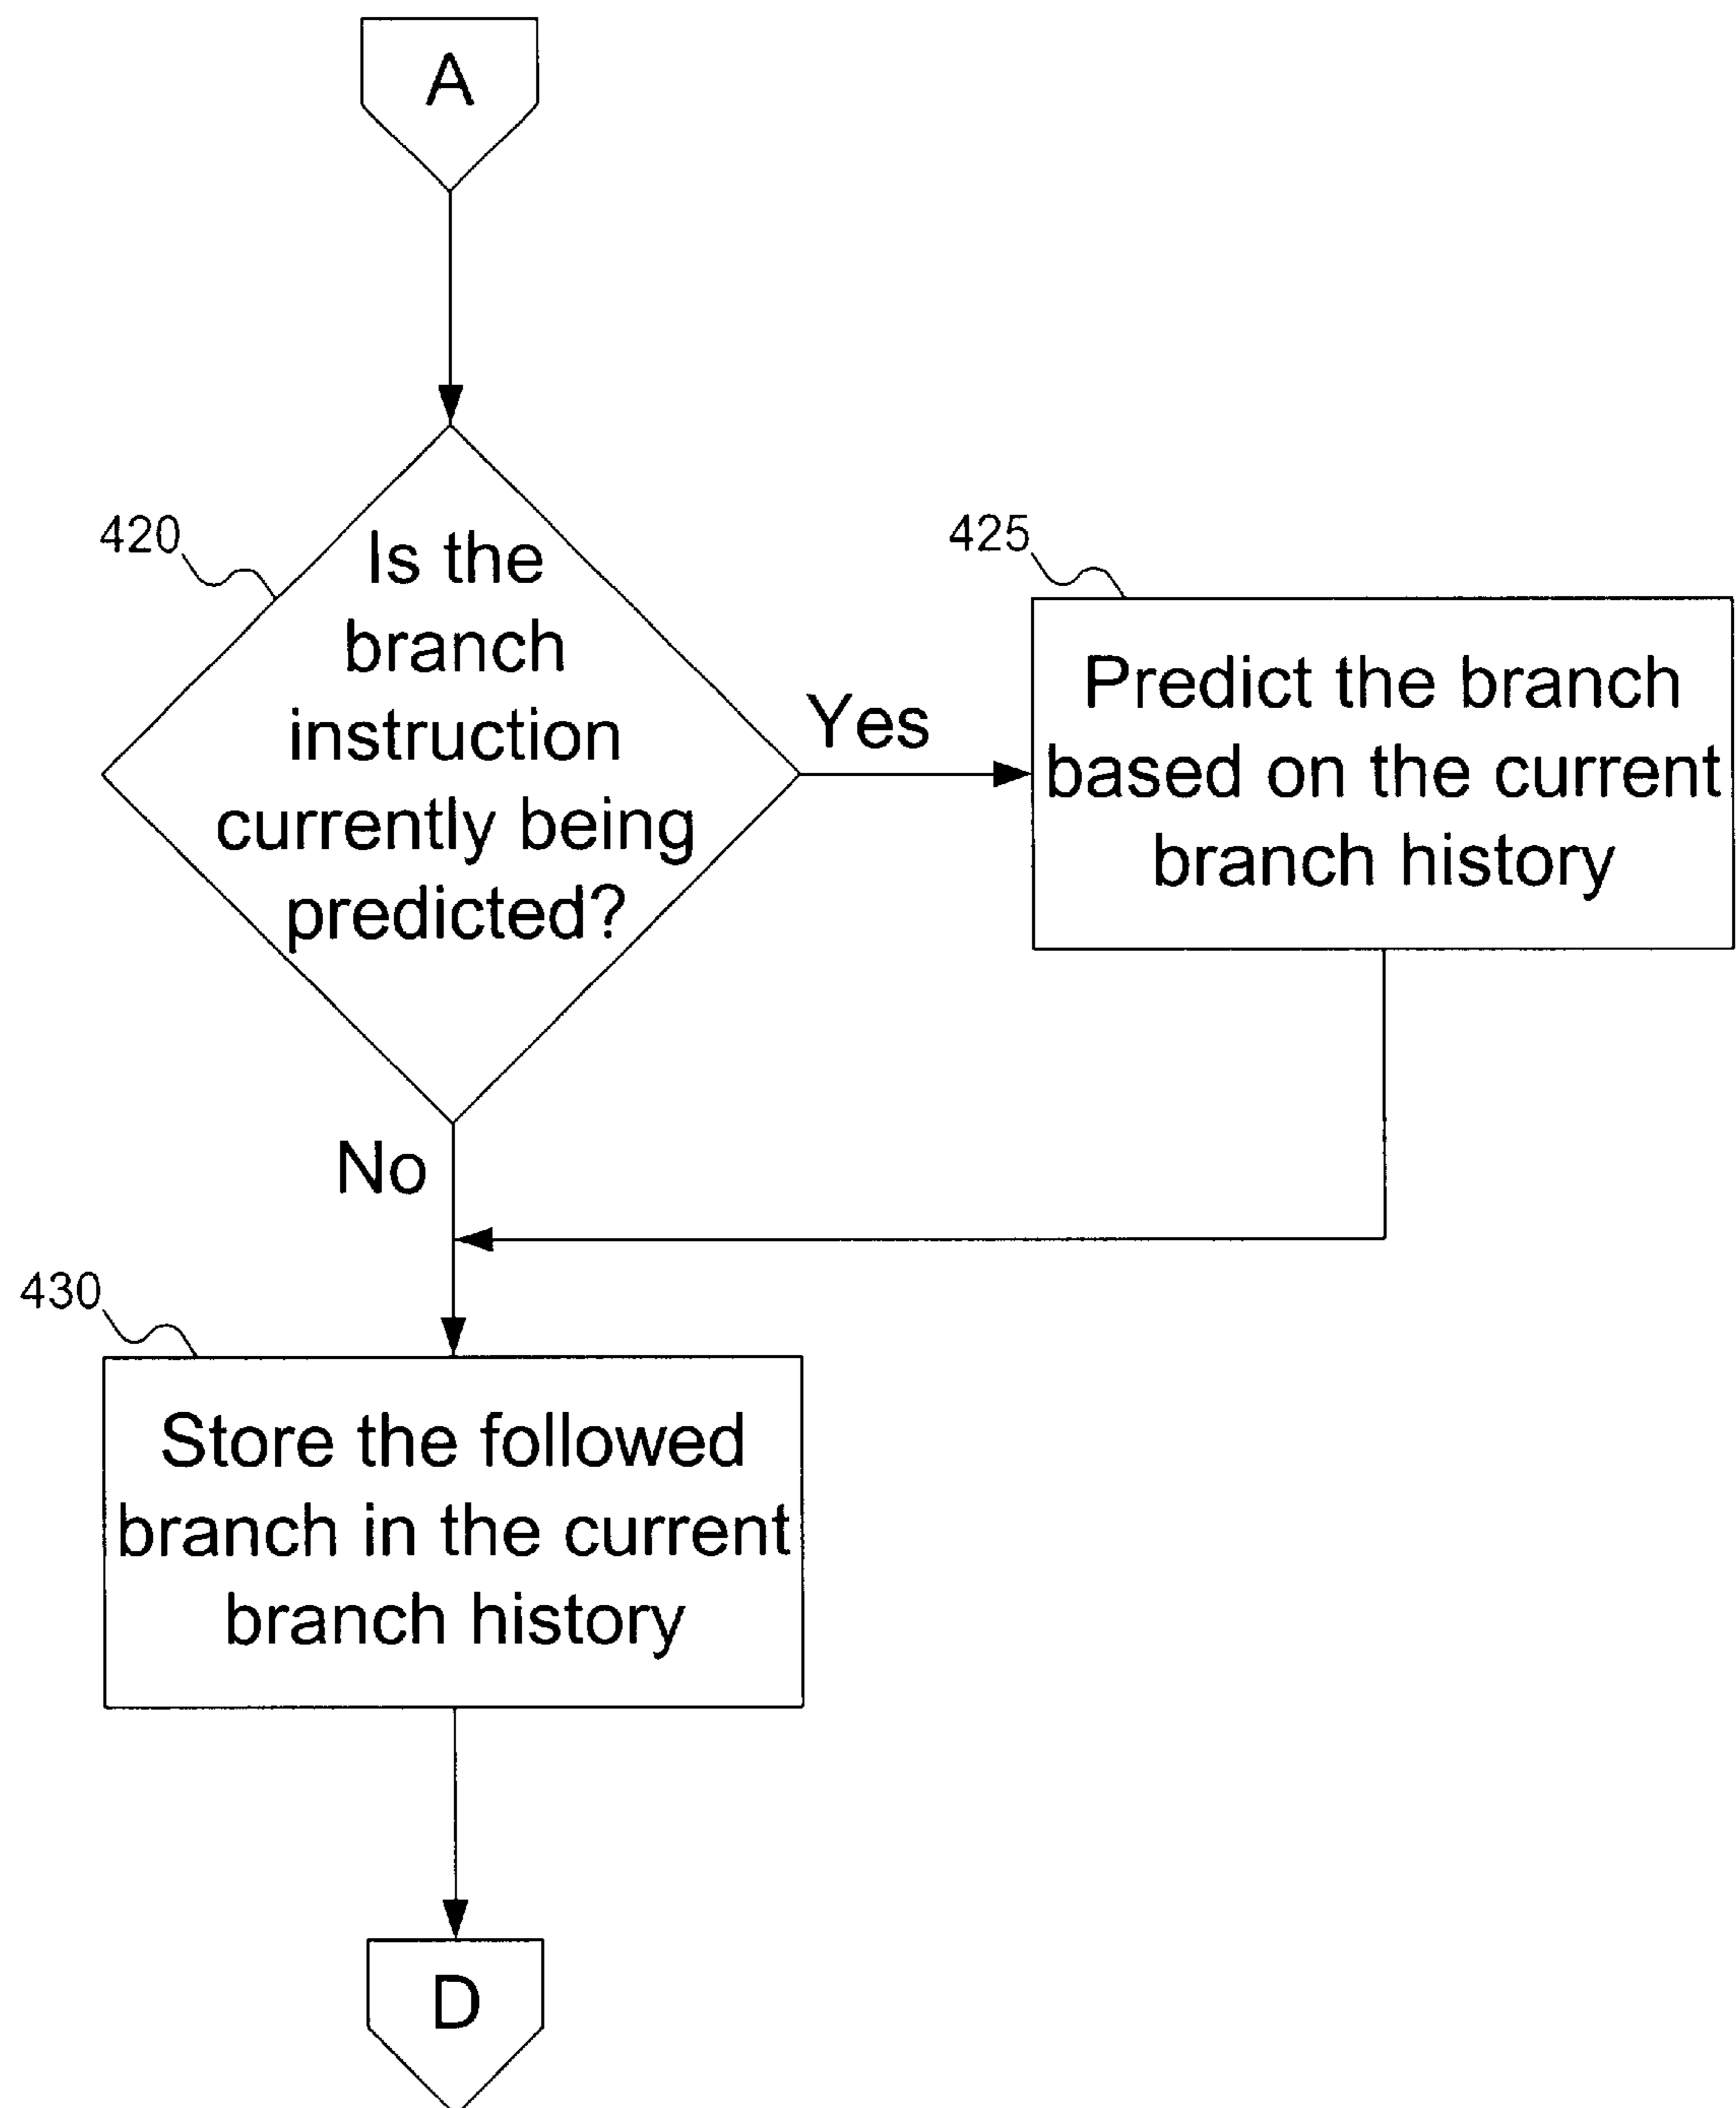 A
420
Is the
branch
instruction
currently being
predicted?
Yes
425
Predict the branch
based on the current
branch history
No
430
Store the followed
branch in the current
branch history
D